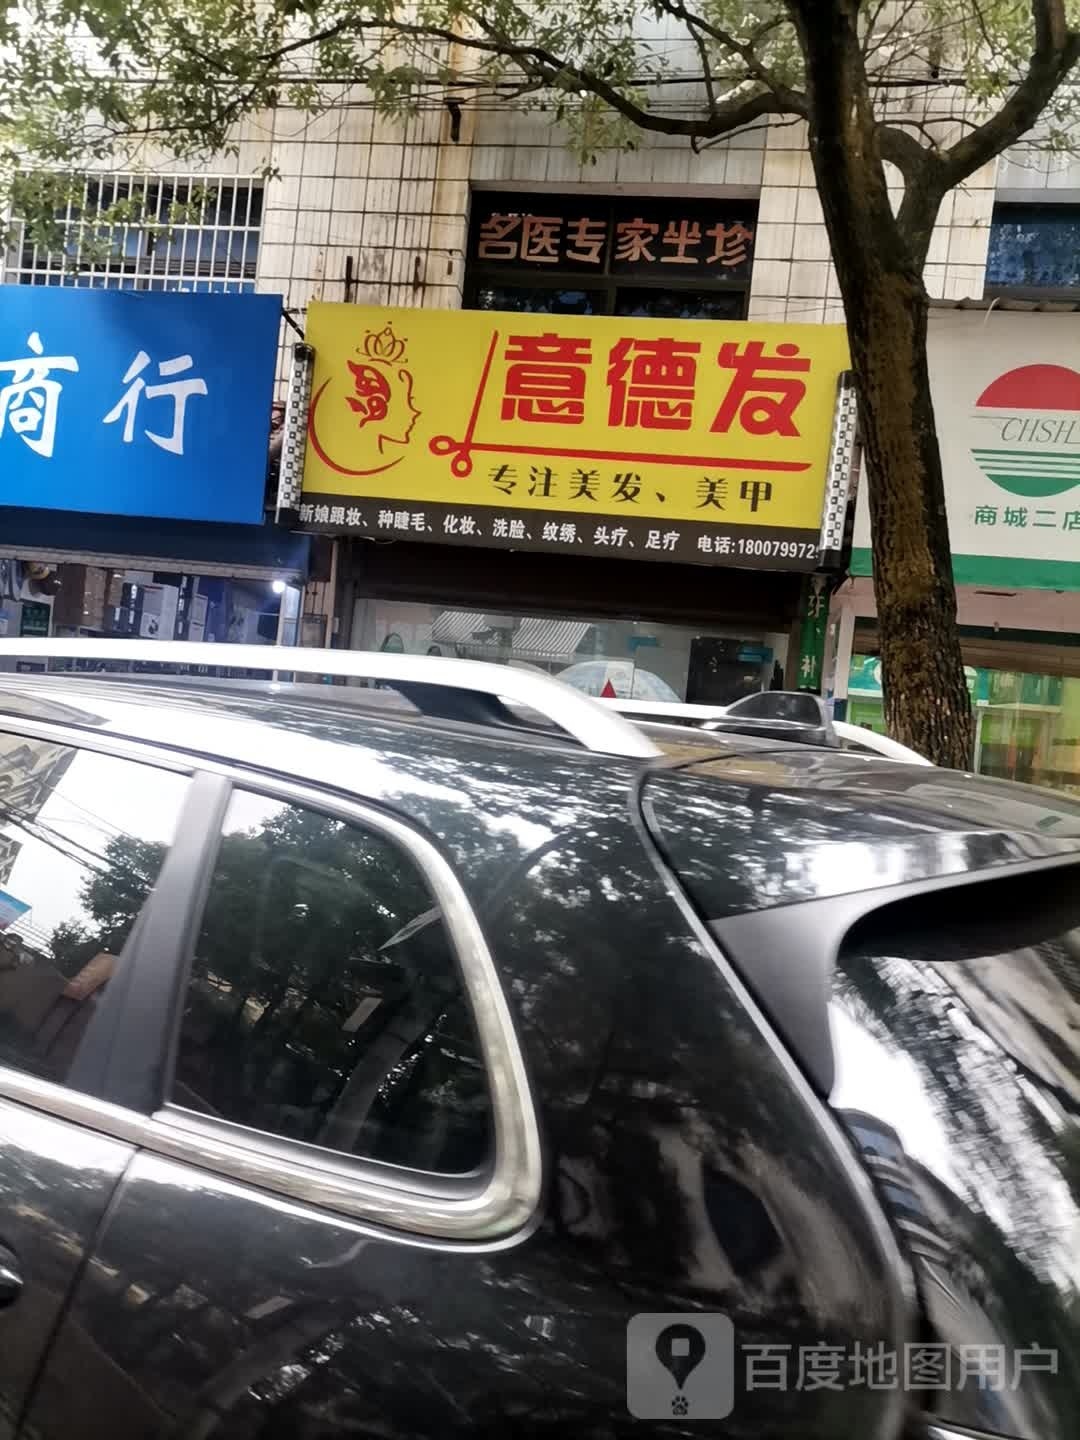 名医专家坐珍
商行
意德发
专注美发、美甲
新娘跟妆、种睫毛、化妆、洗脸、纹绣、头疗、足疗 电话:1800799729
CHSH
商城二店
百度地图用户